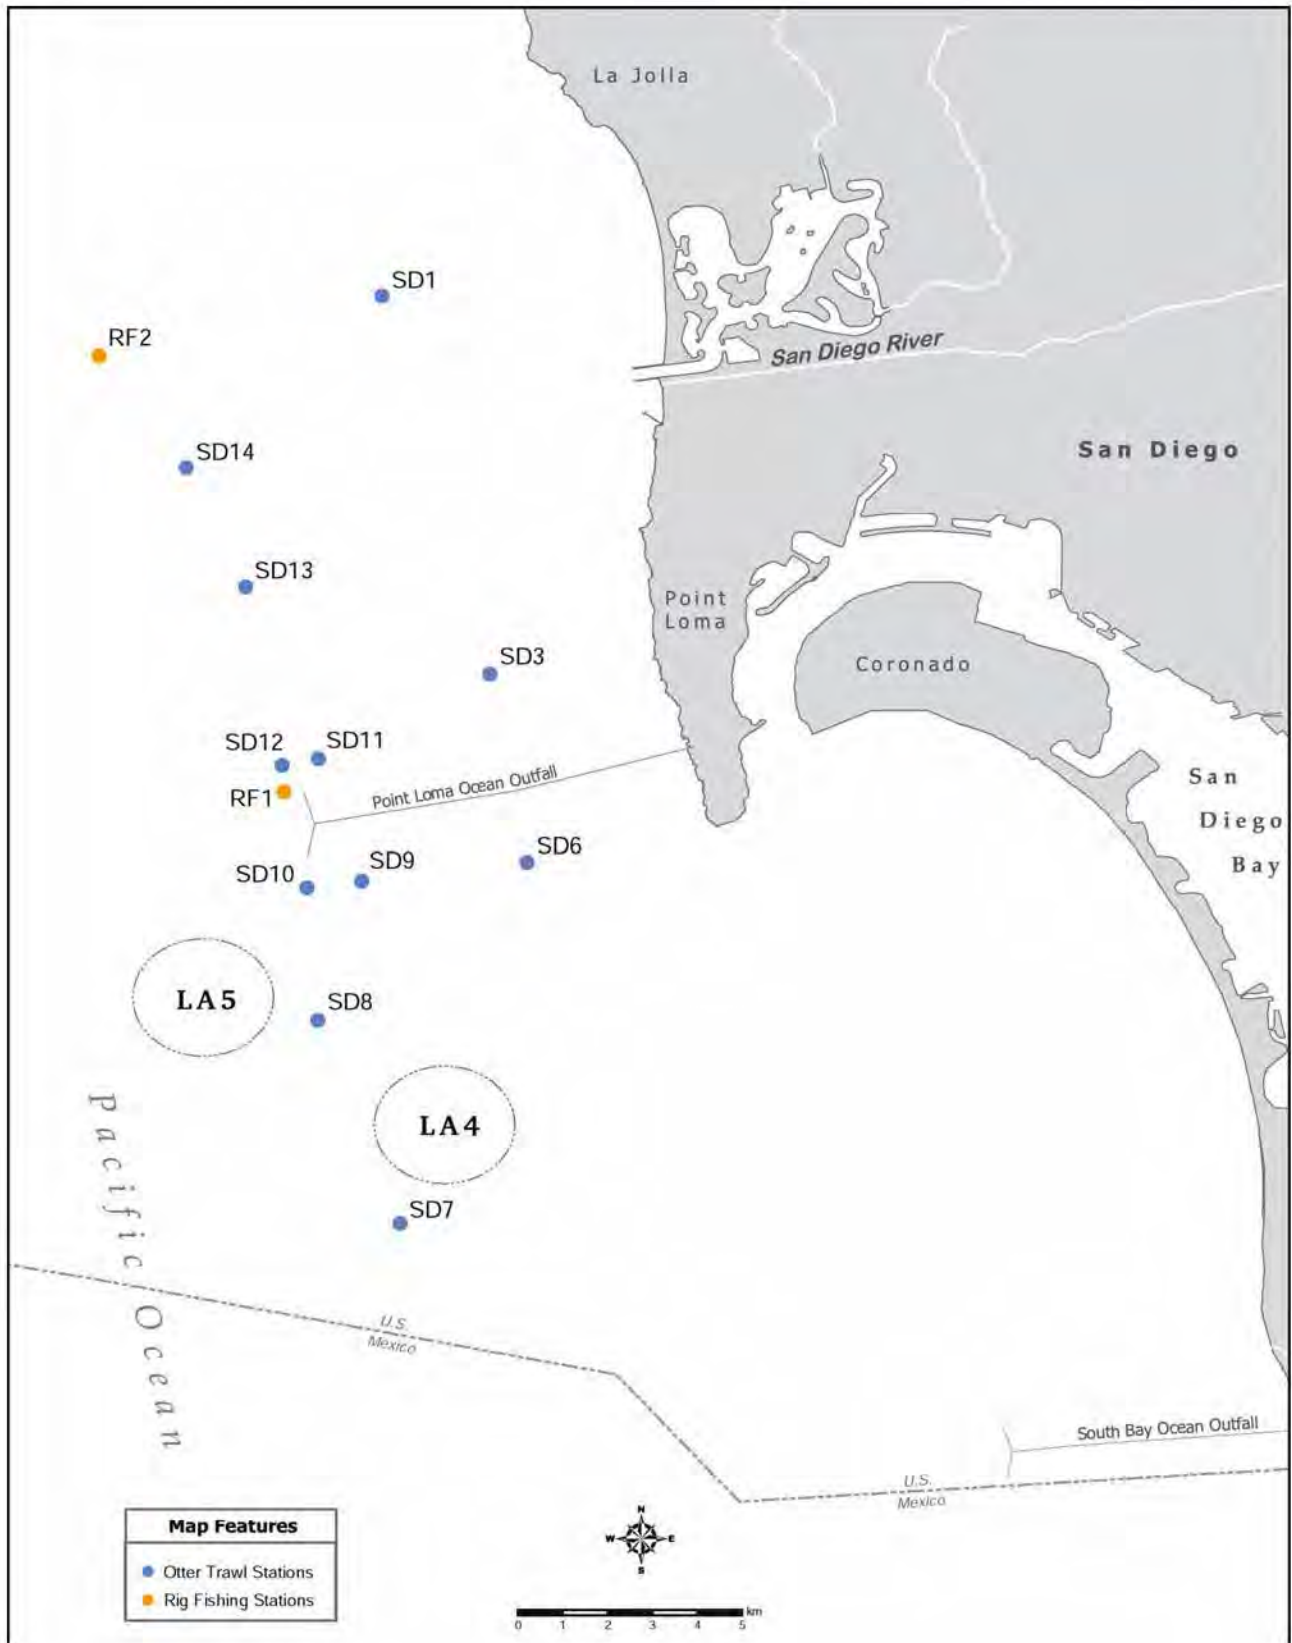 La Jolla
SD1
RF2
San Diego River
SD14
San Diego
SD13
Point
Loma
SD3
Coronado
SD12
SD11
RF1
Point Loma Ocean Outfall
San
Diego
Bay
SD6
SD9
SD10
LA5
SD8
LA4
Pacific Ocean
SD7
U.S.
Mexico
South Bay Ocean Outfall
U.S.
Mexico
Map Features
Otter Trawl Stations
Rig Fishing Stations
N
W E
S
km
0 1 2 3 4 5